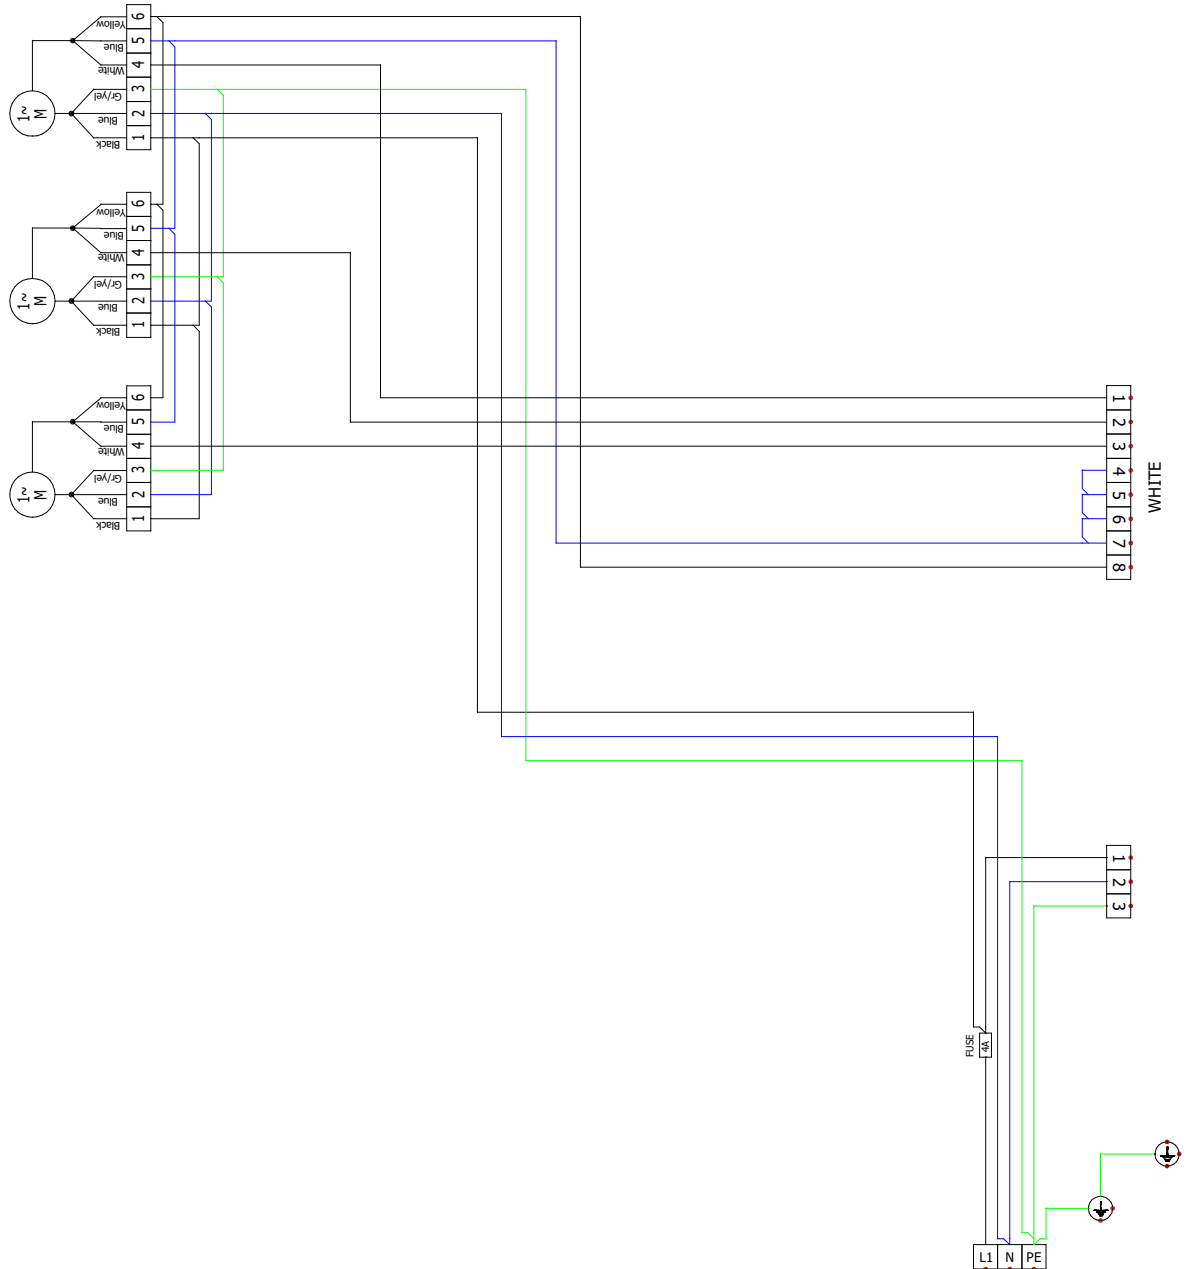 6
Yellow
5
Blue
4
White
3
Gr/yel
2
Blue
1
Black
1~
M
6
Yellow
5
Blue
4
White
3
Gr/yel
2
Blue
1
Black
1~
M
6
Yellow
5
Blue
4
White
3
Gr/yel
2
Blue
1
Black
1~
M
1
2
3
4
5
6
7
8
WHITE
1
2
3
FUSE
4A
L1 N PE